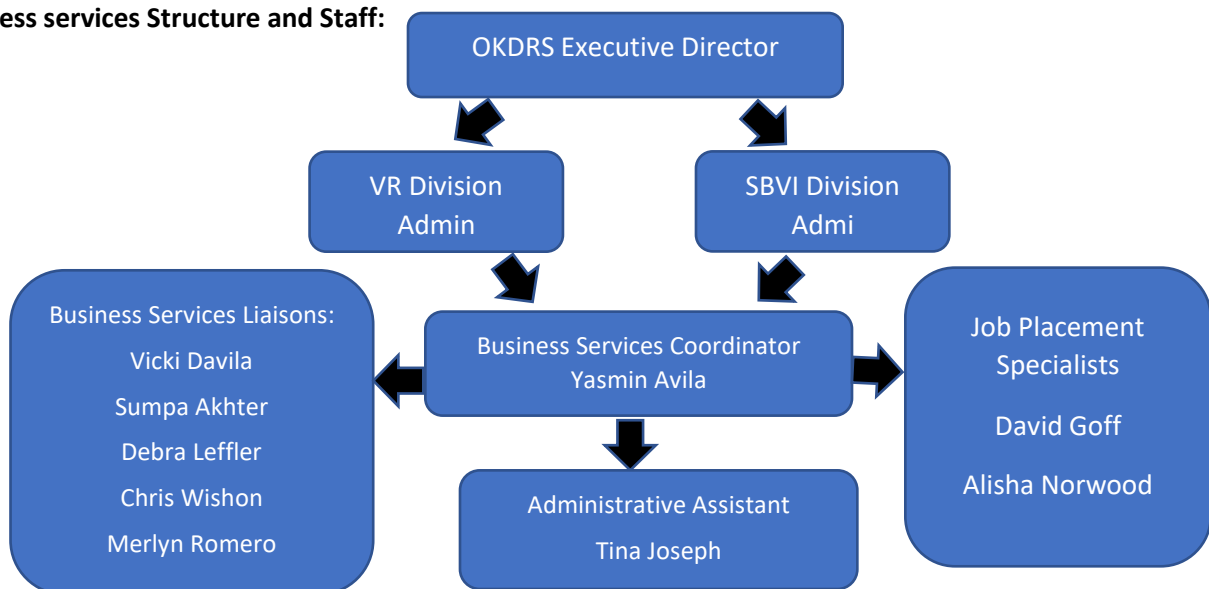 ess services Structure and Staff:
OKDRS Executive Director
VR Division
Admin
SBVI Division
Admi
Business Services Liaisons:
Vicki Davila
Sumpa Akhter
Debra Leffler
Chris Wishon
Merlyn Romero
Business Services Coordinator
Yasmin Avila
Job Placement
Specialists
David Goff
Alisha Norwood
Administrative Assistant
Tina Joseph